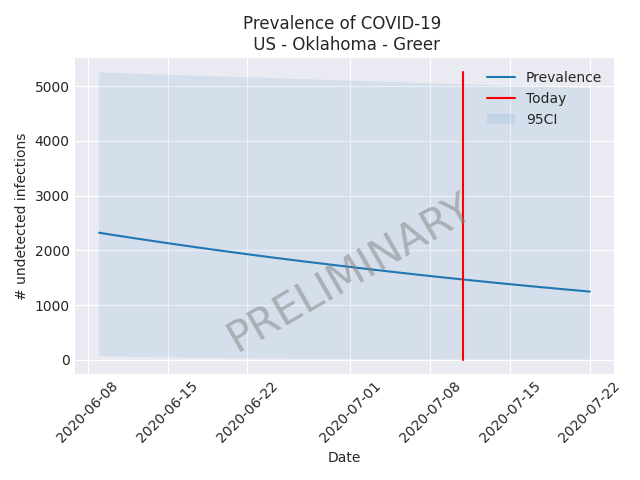 Prevalence of COVID-19
US - Oklahoma - Greer
Prevalence
Today
95CI
# undetected infections
5000
4000
3000
2000
1000
0
PRELIMINARY
2020-06-08
2020-06-15
2020-06-22
2020-07-01
2020-07-08
2020-07-15
2020-07-22
Date